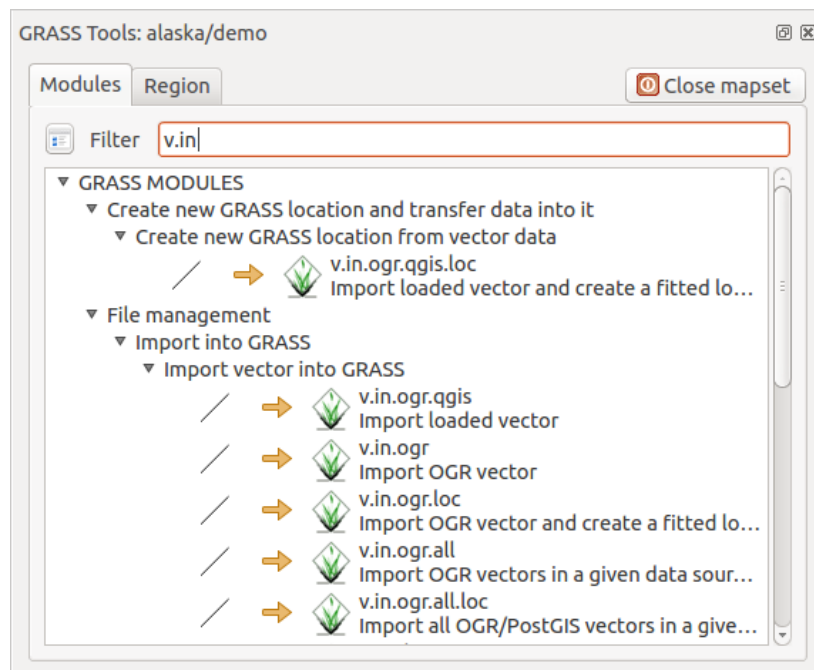 GRASS Tools: alaska/demo
Modules
Region
Close mapset
Filter
v.in
GRASS MODULES
Create new GRASS location and transfer data into it
Create new GRASS location from vector data
v.in.ogr.qgis.loc
Import loaded vector and create a fitted lo...
File management
Import into GRASS
Import vector into GRASS
v.in.ogr.qgis
Import loaded vector
v.in.ogr
Import OGR vector
v.in.ogr.loc
Import OGR vector and create a fitted lo...
v.in.ogr.all
Import OGR vectors in a given data sour...
v.in.ogr.all.loc
Import all OGR/PostGIS vectors in a give...